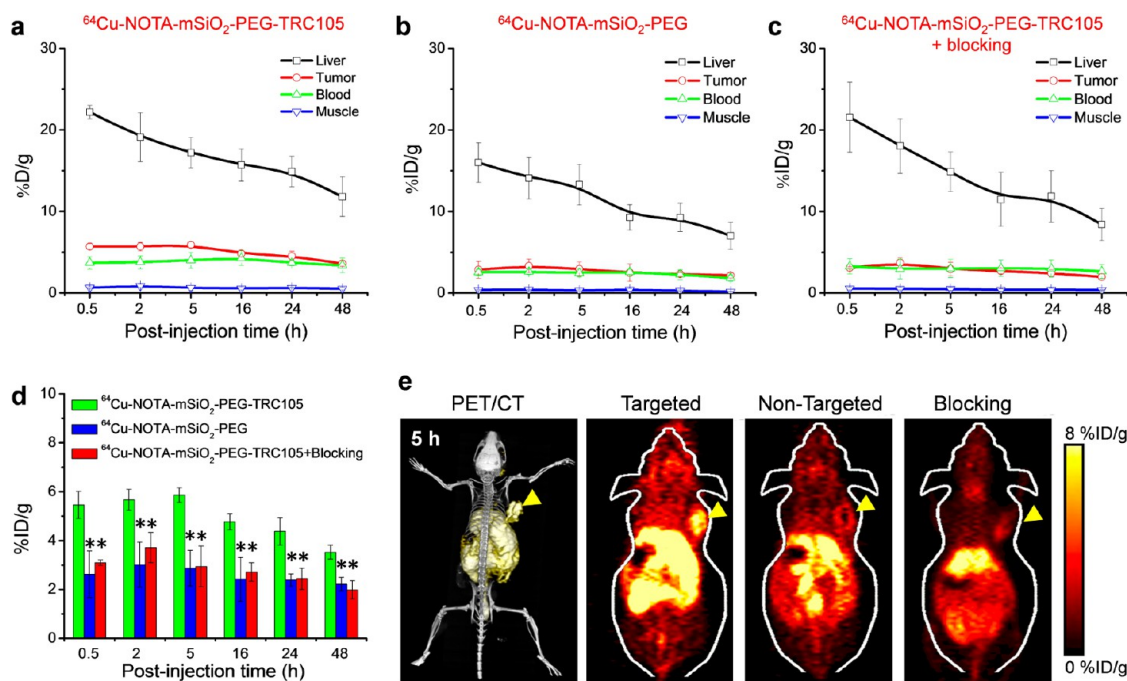 a
⁶⁴Cu-NOTA-mSiO₂-PEG-TRC105
30
20
10
0
%D/g
Liver
Tumor
Blood
Muscle
0.5 2 5 16 24 48
Post-injection time (h)
b
⁶⁴Cu-NOTA-mSiO₂-PEG
30
20
10
0
%ID/g
Liver
Tumor
Blood
Muscle
0.5 2 5 16 24 48
Post-injection time (h)
c
⁶⁴Cu-NOTA-mSiO₂-PEG-TRC105
+ blocking
30
20
10
0
%ID/g
Liver
Tumor
Blood
Muscle
0.5 2 5 16 24 48
Post-injection time (h)
d
10
8
6
4
2
0
%ID/g
⁶⁴Cu-NOTA-mSiO₂-PEG-TRC105
⁶⁴Cu-NOTA-mSiO₂-PEG
⁶⁴Cu-NOTA-mSiO₂-PEG-TRC105+Blocking
** ** ** ** ** **
0.5 2 5 16 24 48
Post-injection time (h)
e
PET/CT Targeted Non-Targeted Blocking
5 h
8 %ID/g
0 %ID/g